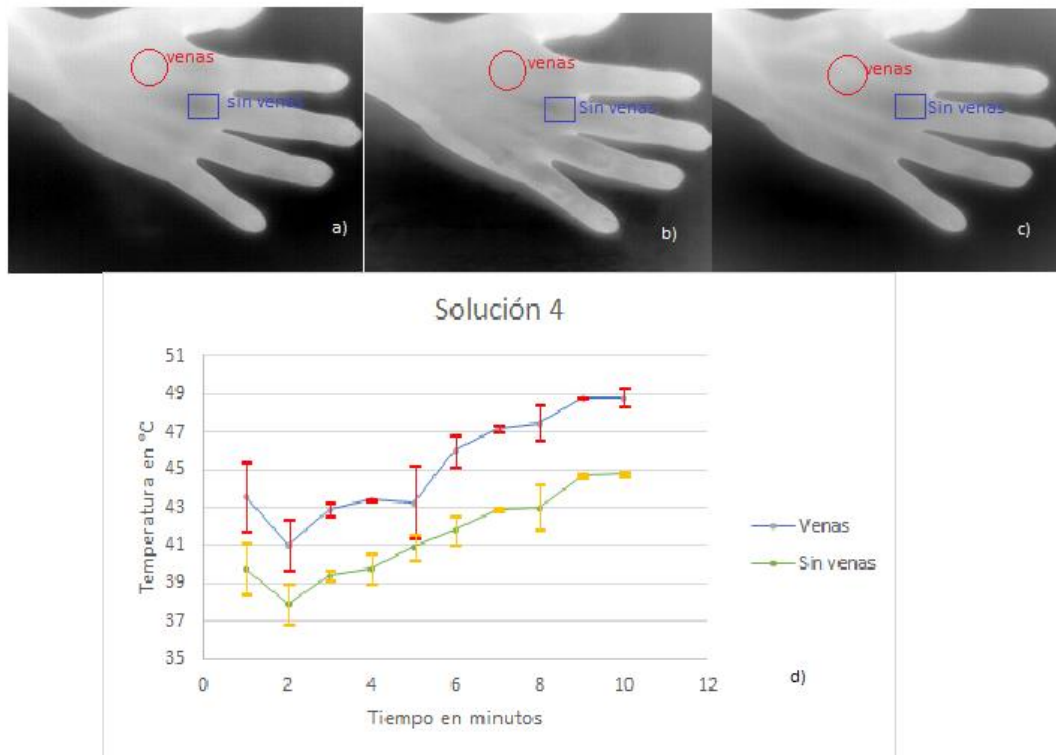 venas
sin venas
a)
venas
Sin venas
b)
venas
Sin venas
c)
Solución 4
Temperatura en ºC
51
49
47
45
43
41
39
37
35
0 2 4 6 8 10 12
Tiempo en minutos
Venas
Sin venas
d)